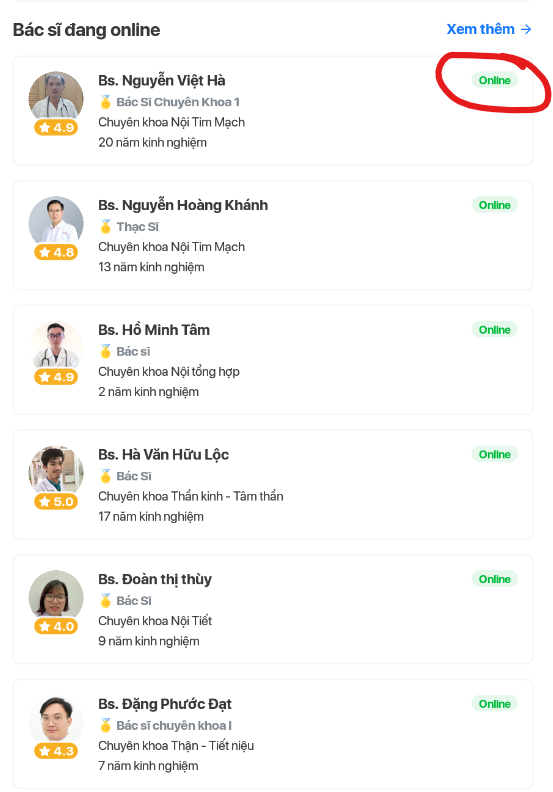 Bác sĩ đang online
Xem thêm →
Bs. Nguyễn Việt Hà
Online
Bác Sĩ Chuyên Khoa 1
Chuyên khoa Nội Tim Mạch
4.9
20 năm kinh nghiệm
Bs. Nguyễn Hoàng Khánh
Online
Thạc Sĩ
Chuyên khoa Nội Tim Mạch
4.8
13 năm kinh nghiệm
Bs. Hồ Minh Tâm
Online
Bác sĩ
Chuyên khoa Nội tổng hợp
4.9
2 năm kinh nghiệm
Bs. Hà Văn Hữu Lộc
Online
Bác Sĩ
Chuyên khoa Thần kinh - Tâm thần
5.0
17 năm kinh nghiệm
Bs. Đoàn thị thùy
Online
Bác Sĩ
Chuyên khoa Nội Tiết
4.0
9 năm kinh nghiệm
Bs. Đặng Phước Đạt
Online
Bác sĩ chuyên khoa I
Chuyên khoa Thận - Tiết niệu
4.3
7 năm kinh nghiệm